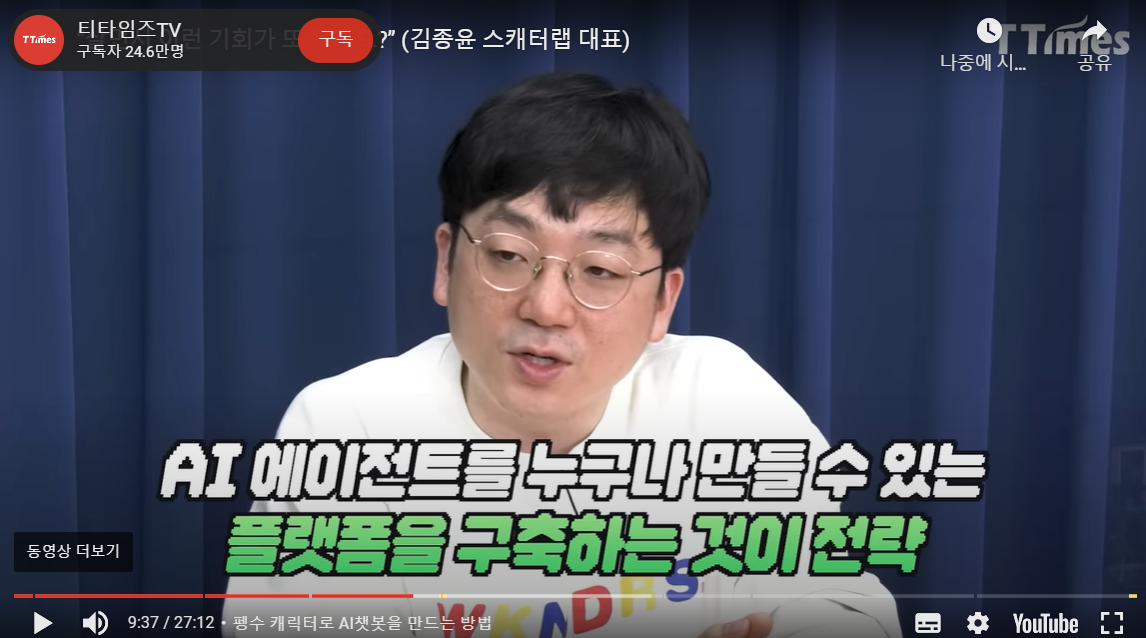 TTimes
티타임즈TV
구독자 24.6만명
구독
런 기회가 또
?” (김종윤 스캐터랩 대표)
나중에 시...
공유
TTimes
AI 에이전트를 누구나 만들 수 있는
플랫폼을 구축하는 것이 전략
동영상 더보기
WKNDRS
9:37 / 27:12 • 펭수 캐릭터로 AI챗봇을 만드는 방법
YouTube